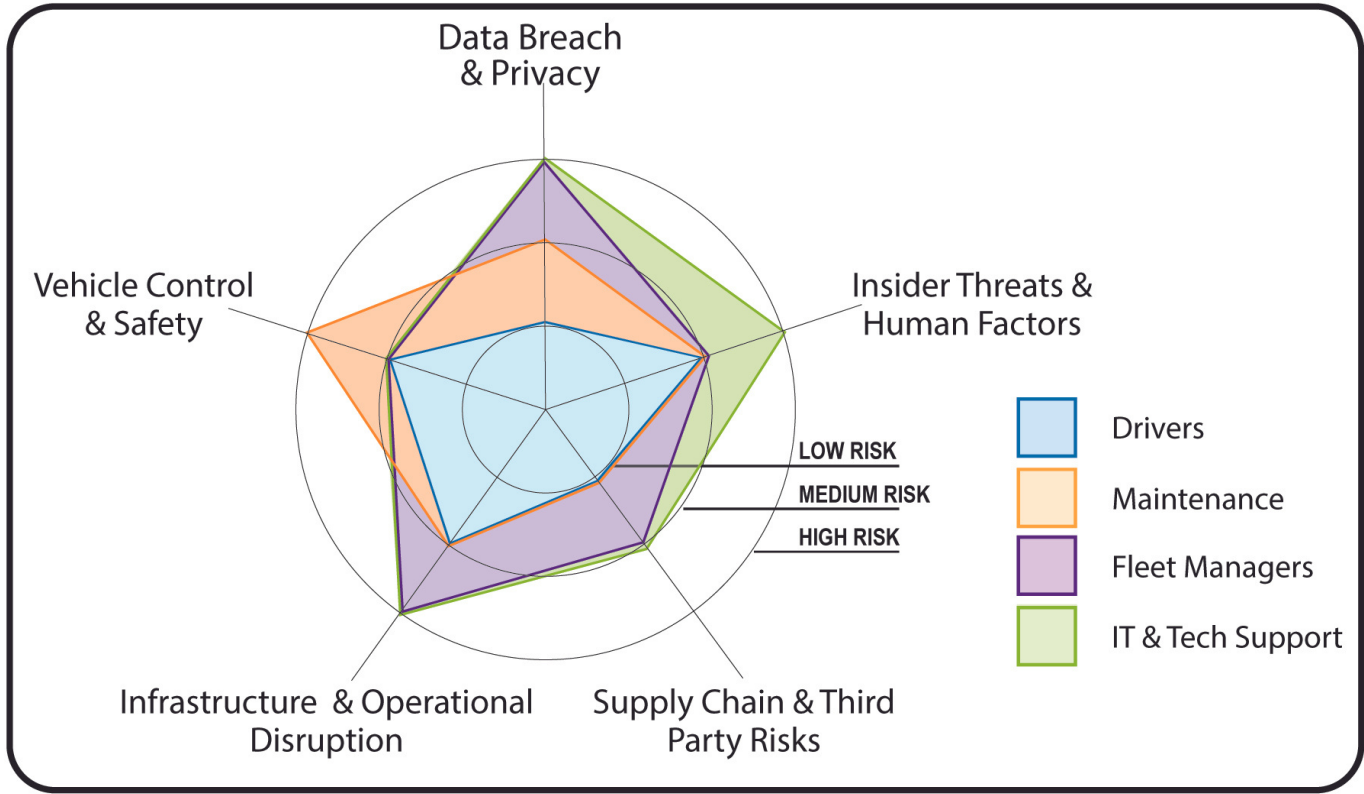 Data Breach
& Privacy
Vehicle Control
& Safety
Insider Threats &
Human Factors
LOW RISK
MEDIUM RISK
HIGH RISK
Drivers
Maintenance
Fleet Managers
IT & Tech Support
Infrastructure & Operational
Disruption
Supply Chain & Third
Party Risks